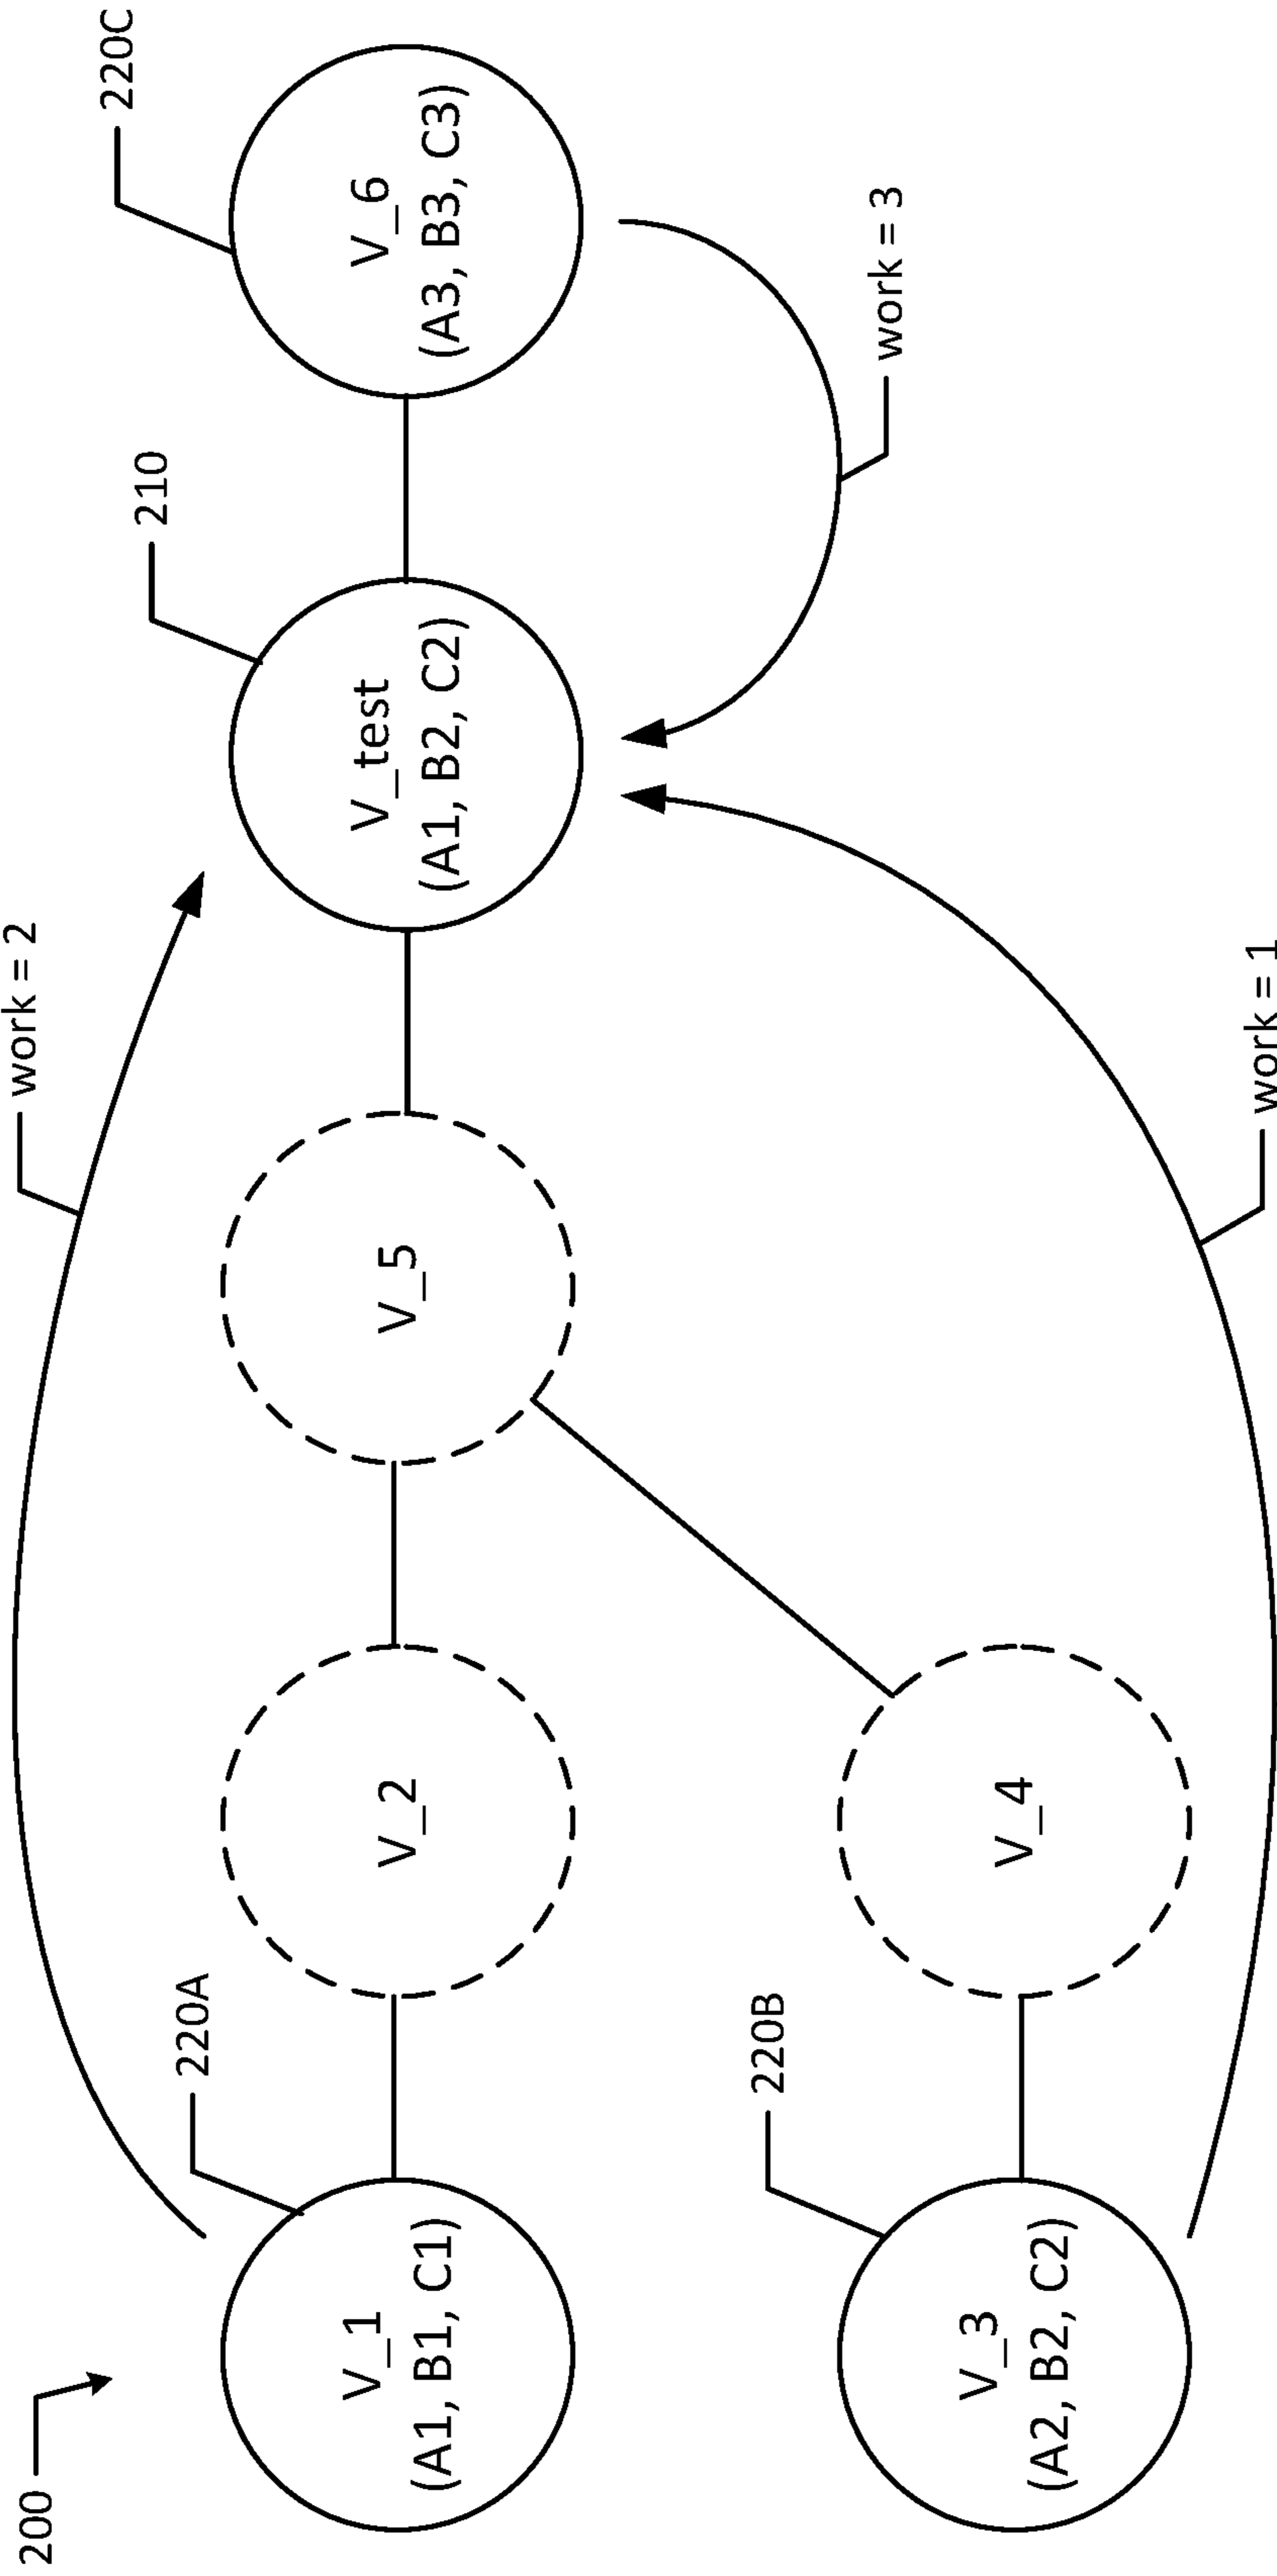 200
work = 2
220A
210
220C
V_1
(A1, B1, C1)
V_2
V_5
V_test
(A1, B2, C2)
V_6
(A3, B3, C3)
work = 3
220B
V_3
(A2, B2, C2)
V_4
work = 1